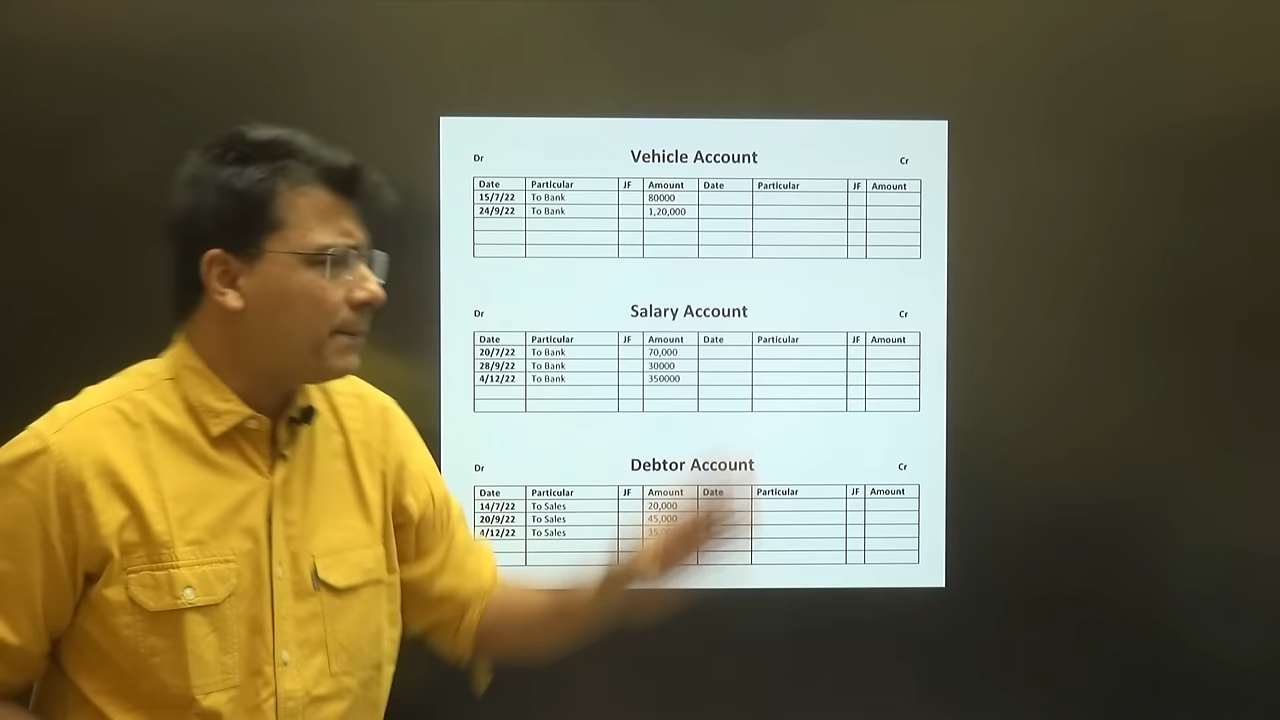 Vehicle Account
Dr Cr
Date Particular JF Amount Date Particular JF Amount
15/7/22 To Bank 80000
24/9/22 To Bank 1,20,000
Salary Account
Dr Cr
Date Particular JF Amount Date Particular JF Amount
20/7/22 To Bank 70,000
28/9/22 To Bank 30000
4/12/22 To Bank 350000
Debtor Account
Dr Cr
Date Particular JF Amount Date Particular JF Amount
14/7/22 To Sales 20,000
20/9/22 To Sales 45,000
4/12/22 To Sales